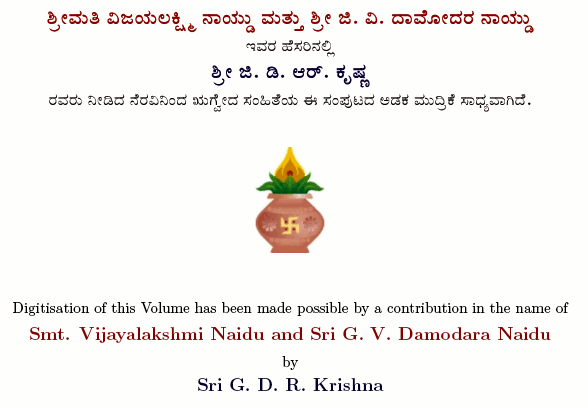 ಶ್ರೀಮತಿ ವಿಜಯಲಕ್ಷ್ಮಿ ನಾಯ್ಡು ಮತ್ತು ಶ್ರೀ ಜಿ. ವಿ. ದಾಮೋದರ ನಾಯ್ಡು
ಇವರ ಹೆಸರಿನಲ್ಲಿ
ಶ್ರೀ ಜಿ. ಡಿ. ಆರ್. ಕೃಷ್ಣ
ರವರು ನೀಡಿದ ನೆರವಿನಿಂದ ಋಗ್ವೇದ ಸಂಹಿತೆಯ ಈ ಸಂಪುಟದ ಅಡಕ ಮುದ್ರಿಕೆ ಸಾಧ್ಯವಾಗಿದೆ.
Digitisation of this Volume has been made possible by a contribution in the name of
Smt. Vijayalakshmi Naidu and Sri G. V. Damodara Naidu
by
Sri G. D. R. Krishna